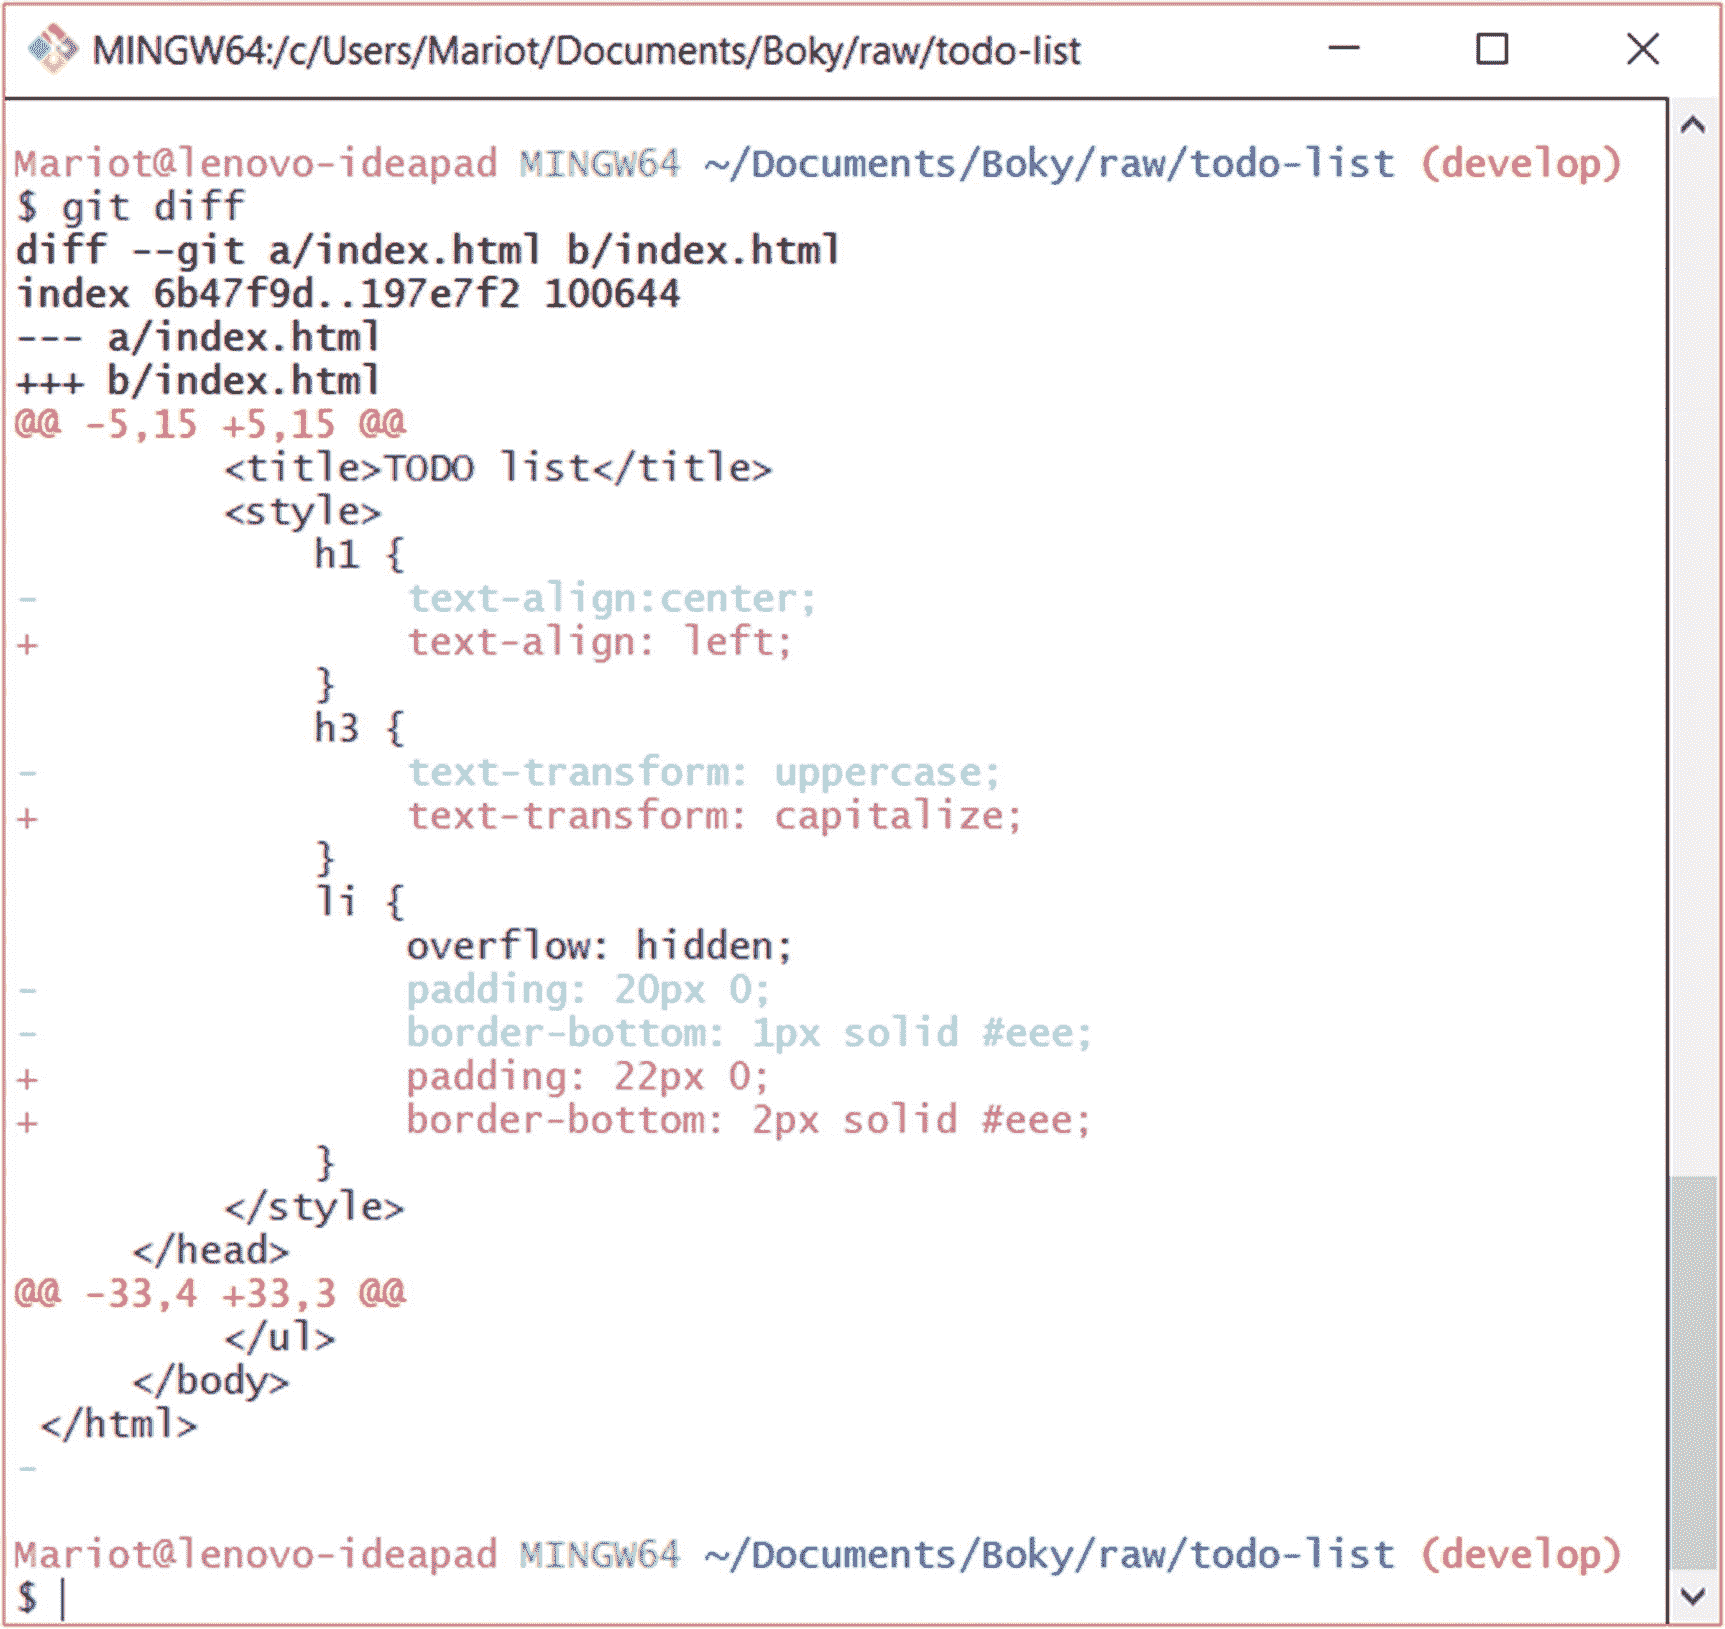 MINGW64:/c/Users/Mariot/Documents/Boky/raw/todo-list
Mariot@lenovo-ideapad MINGW64 ~/Documents/Boky/raw/todo-list (develop)
$ git diff
diff --git a/index.html b/index.html
index 6b47f9d..197e7f2 100644
--- a/index.html
+++ b/index.html
@@ -5,15 +5,15 @@
         <title>TODO list</title>
         <style>
             h1 {
-                text-align:center;
+                text-align: left;
             }
             h3 {
-                text-transform: uppercase;
+                text-transform: capitalize;
             }
             li {
                 overflow: hidden;
-                padding: 20px 0;
-                border-bottom: 1px solid #eee;
+                padding: 22px 0;
+                border-bottom: 2px solid #eee;
             }
         </style>
     </head>
@@ -33,4 +33,3 @@
         </ul>
     </body>
 </html>
-
Mariot@lenovo-ideapad MINGW64 ~/Documents/Boky/raw/todo-list (develop)
$